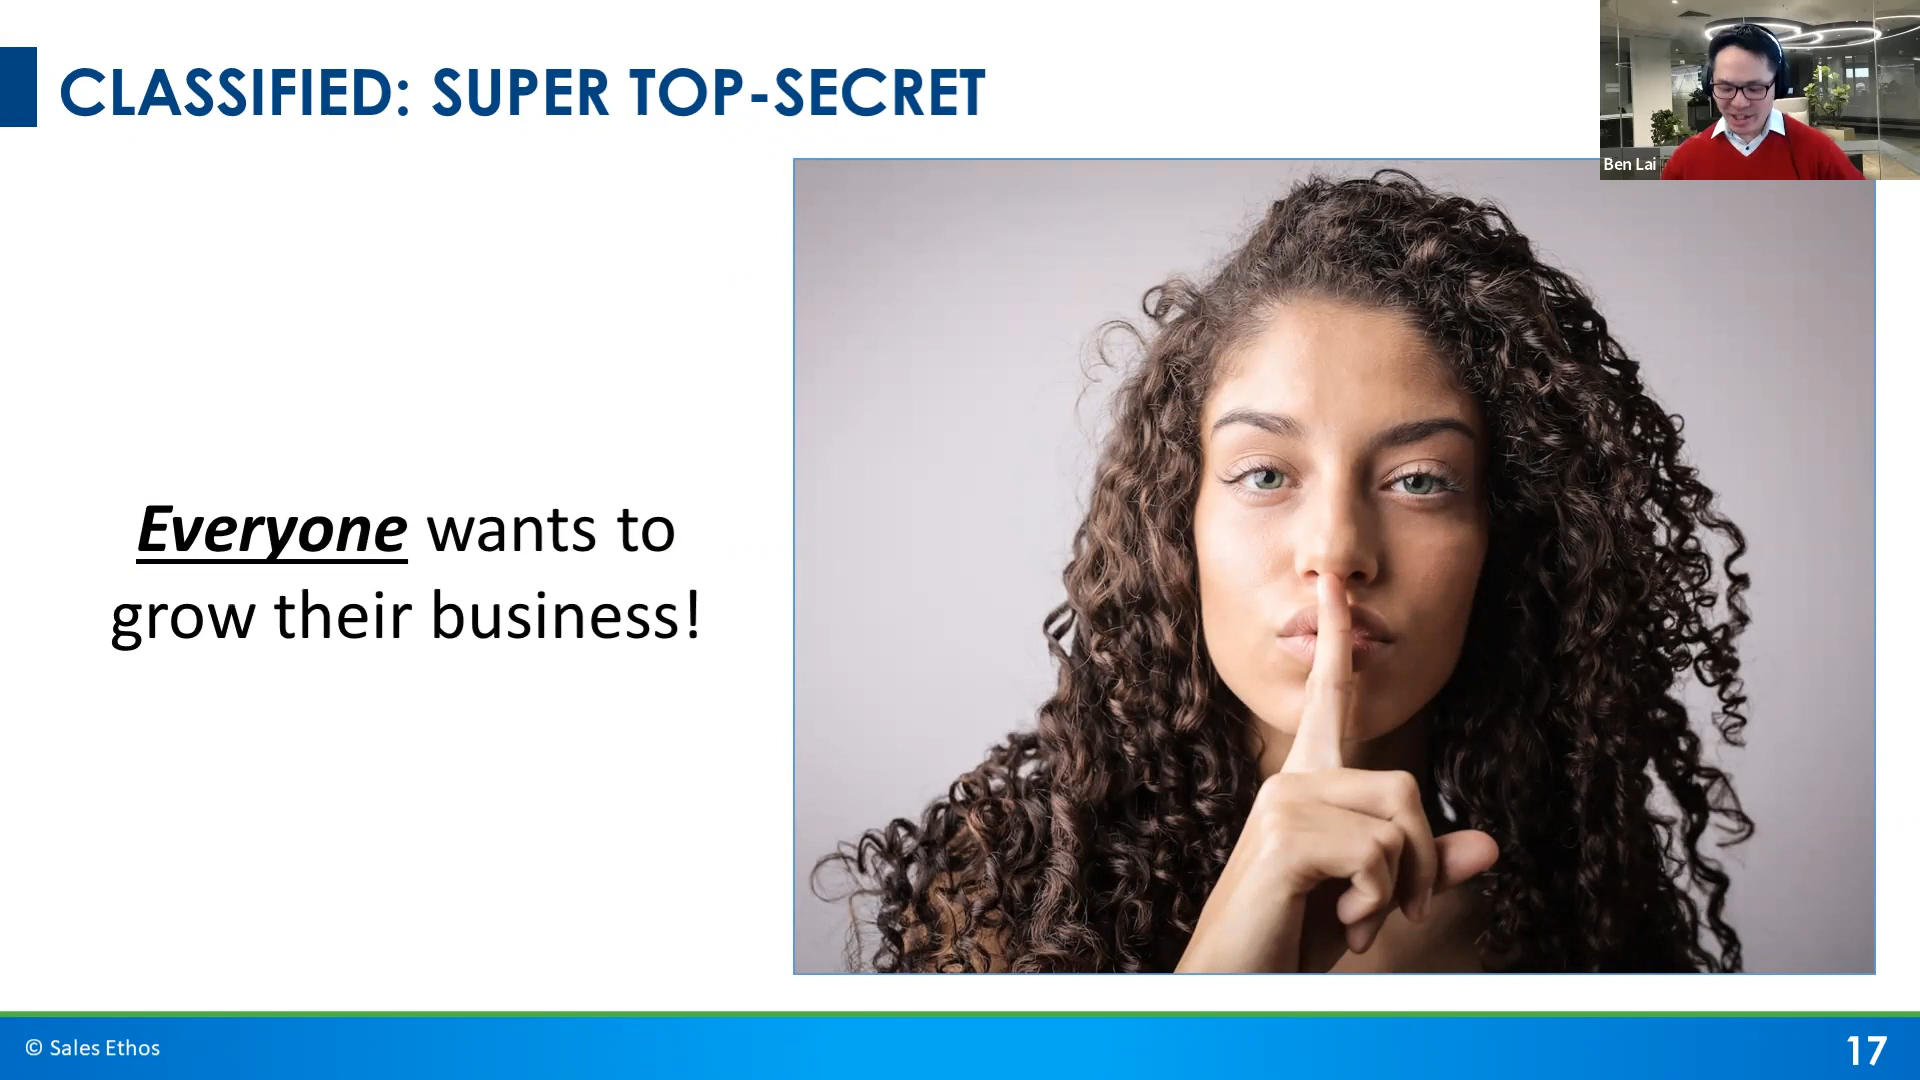 CLASSIFIED: SUPER TOP-SECRET
Ben Lai
Everyone wants to
grow their business!
© Sales Ethos
17